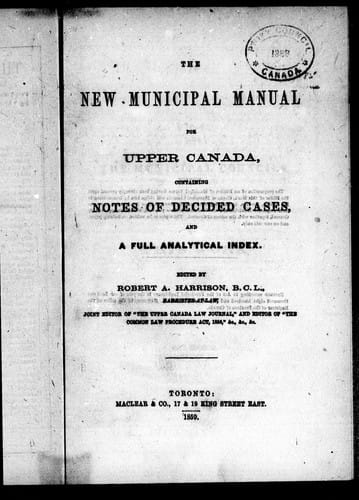 PRIVY COUNCIL
CANADA.
THE
NEW MUNICIPAL MANUAL
FOR
UPPER CANADA,
CONTAINING
NOTES OF DECIDED CASES,
AND
A FULL ANALYTICAL INDEX.
EDITED BY
ROBERT A. HARRISON, B.C.L.,
BARRISTER-AT-LAW,
JOINT EDITOR OF "THE UPPER CANADA LAW JOURNAL," AND EDITOR OF "THE
COMMON LAW PROCEDURE ACT, 1856," &c., &c., &c.
TORONTO:
MACLEAR & CO., 17 & 19 KING STREET EAST.
1859.